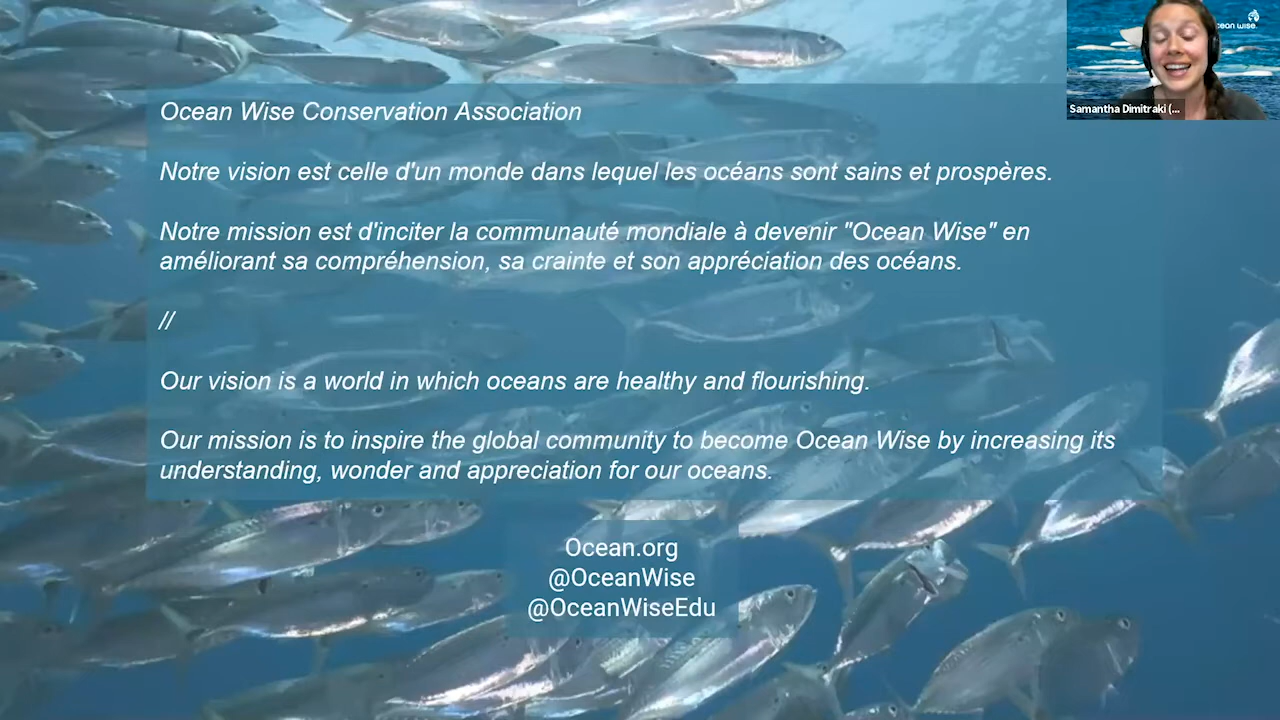 Ocean Wise Conservation Association
Notre vision est celle d'un monde dans lequel les océans sont sains et prospères.
Notre mission est d'inciter la communauté mondiale à devenir "Ocean Wise" en
améliorant sa compréhension, sa crainte et son appréciation des océans.
//
Our vision is a world in which oceans are healthy and flourishing.
Our mission is to inspire the global community to become Ocean Wise by increasing its
understanding, wonder and appreciation for our oceans.
Ocean.org
@OceanWise
@OceanWiseEdu
ean wise
Samantha Dimitraki (...